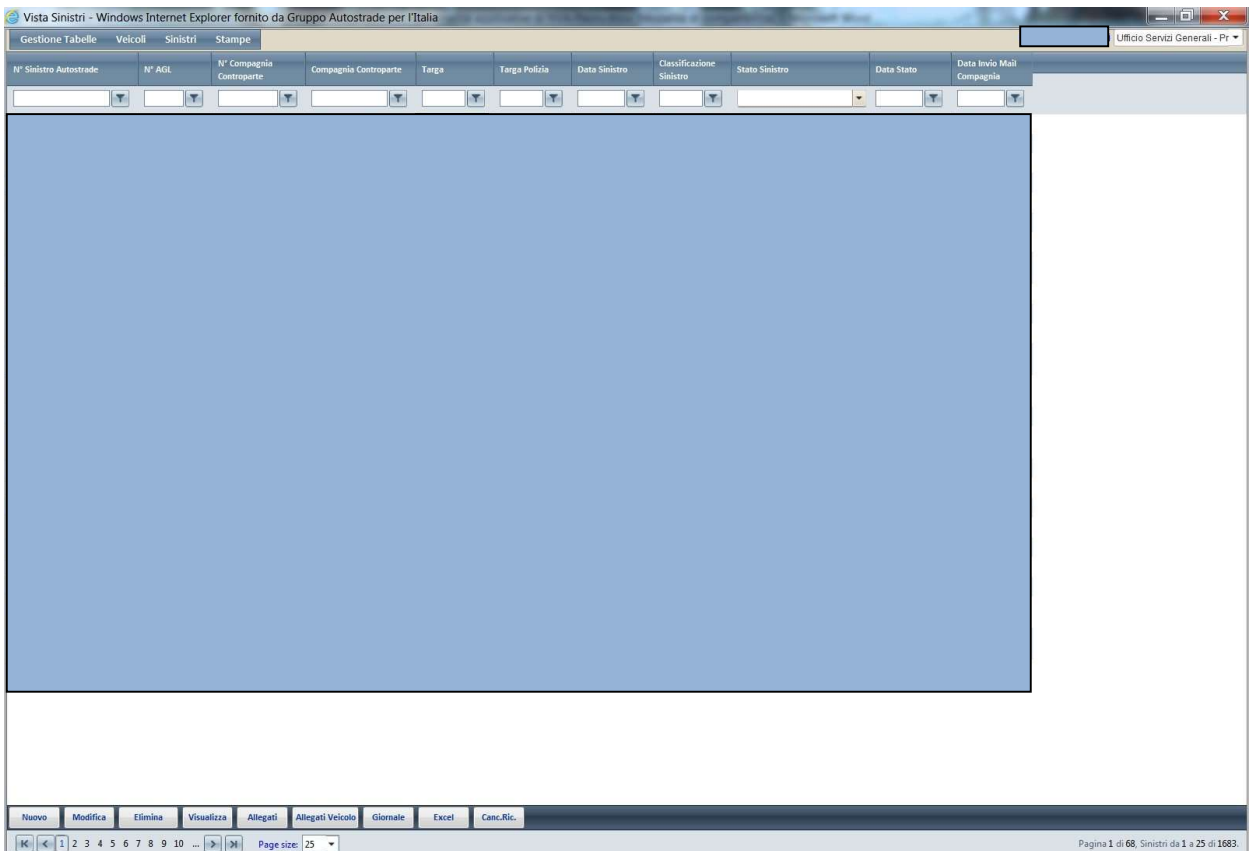 Vista Sinistri - Windows Internet Explorer fornito da Gruppo Autostrade per l'Italia
Gestione Tabelle Veicoli Sinistri Stampe Ufficio Servizi Generali - Pr
N° Sinistro Autostrade N° AGL N° Compagnia Controparte Compagnia Controparte Targa Targa Polizia Data Sinistro Classificazione Sinistro Stato Sinistro Data Stato Data Invio Mail Compagnia
Nuovo Modifica Elimina Visualizza Allegati Allegati Veicolo Giornale Excel Canc.Ric.
1 2 3 4 5 6 7 8 9 10 ... Page size: 25 Pagina 1 di 68, Sinistri da 1 a 25 di 1683.